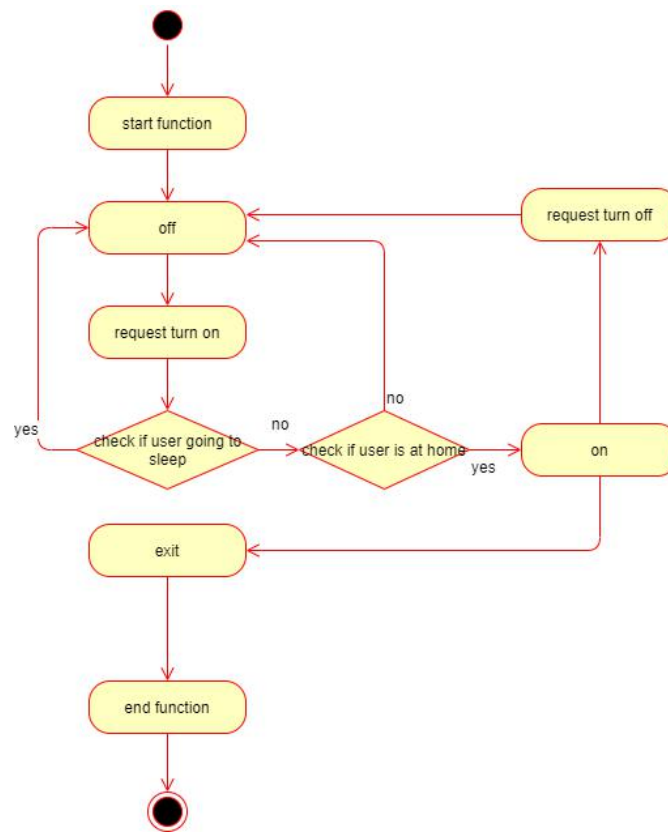 start function
request turn off
off
request turn on
no
no
yes
check if user going to
sleep
check if user is at home
yes
on
exit
end function